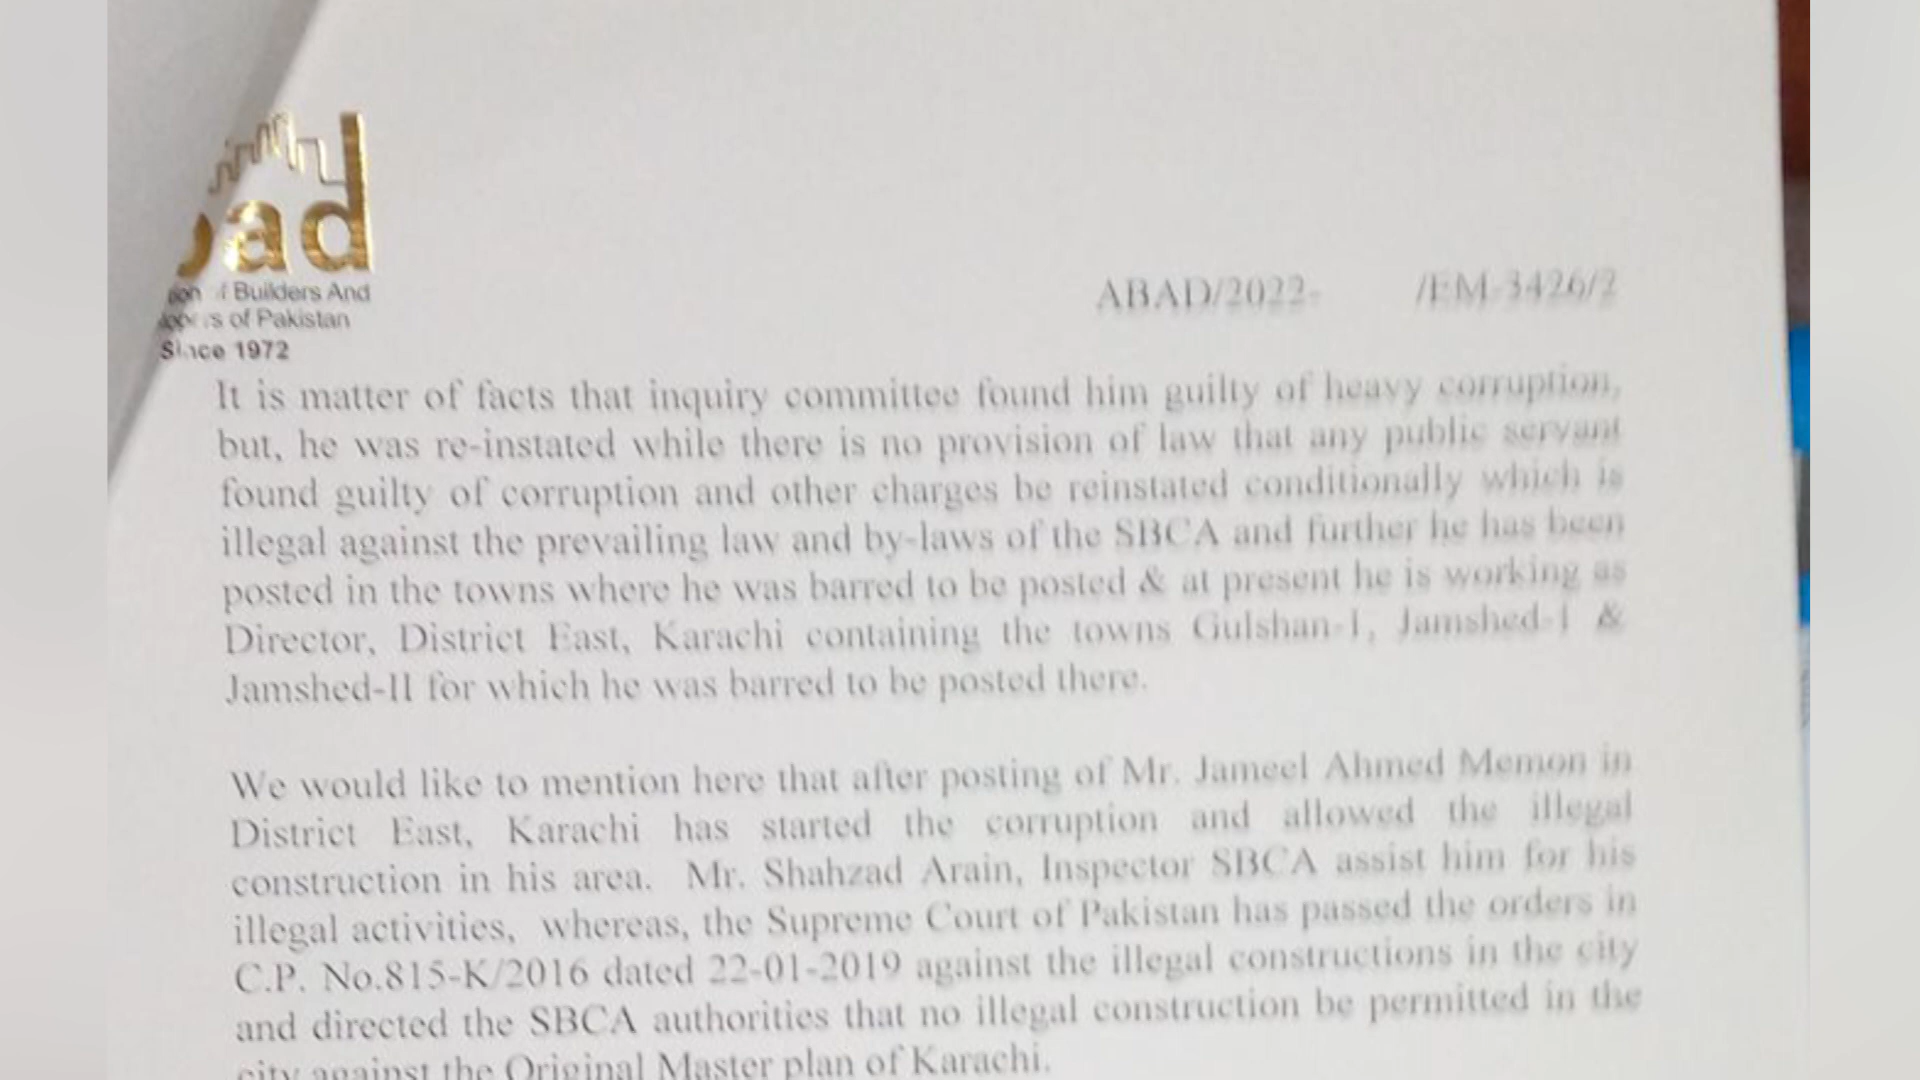 ad
of Builders And
of Pakistan
Since 1972
ABAD/2022- /EM-3426/2
It is matter of facts that inquiry committee found him guilty of heavy corruption,
but, he was re-instated while there is no provision of law that any public servant
found guilty of corruption and other charges be reinstated conditionally which is
illegal against the prevailing law and by-laws of the SBCA and further he has been
posted in the towns where he was barred to be posted & at present he is working as
Director, District East, Karachi containing the towns Gulshan-I, Jamshed-I &
Jamshed-II for which he was barred to be posted there.
We would like to mention here that after posting of Mr. Jameel Ahmed Memon in
District East, Karachi has started the corruption and allowed the illegal
construction in his area. Mr. Shahzad Arain, Inspector SBCA assist him for his
illegal activities, whereas, the Supreme Court of Pakistan has passed the orders in
C.P. No.815-K/2016 dated 22-01-2019 against the illegal constructions in the city
and directed the SBCA authorities that no illegal construction be permitted in the
city against the Original Master plan of Karachi.